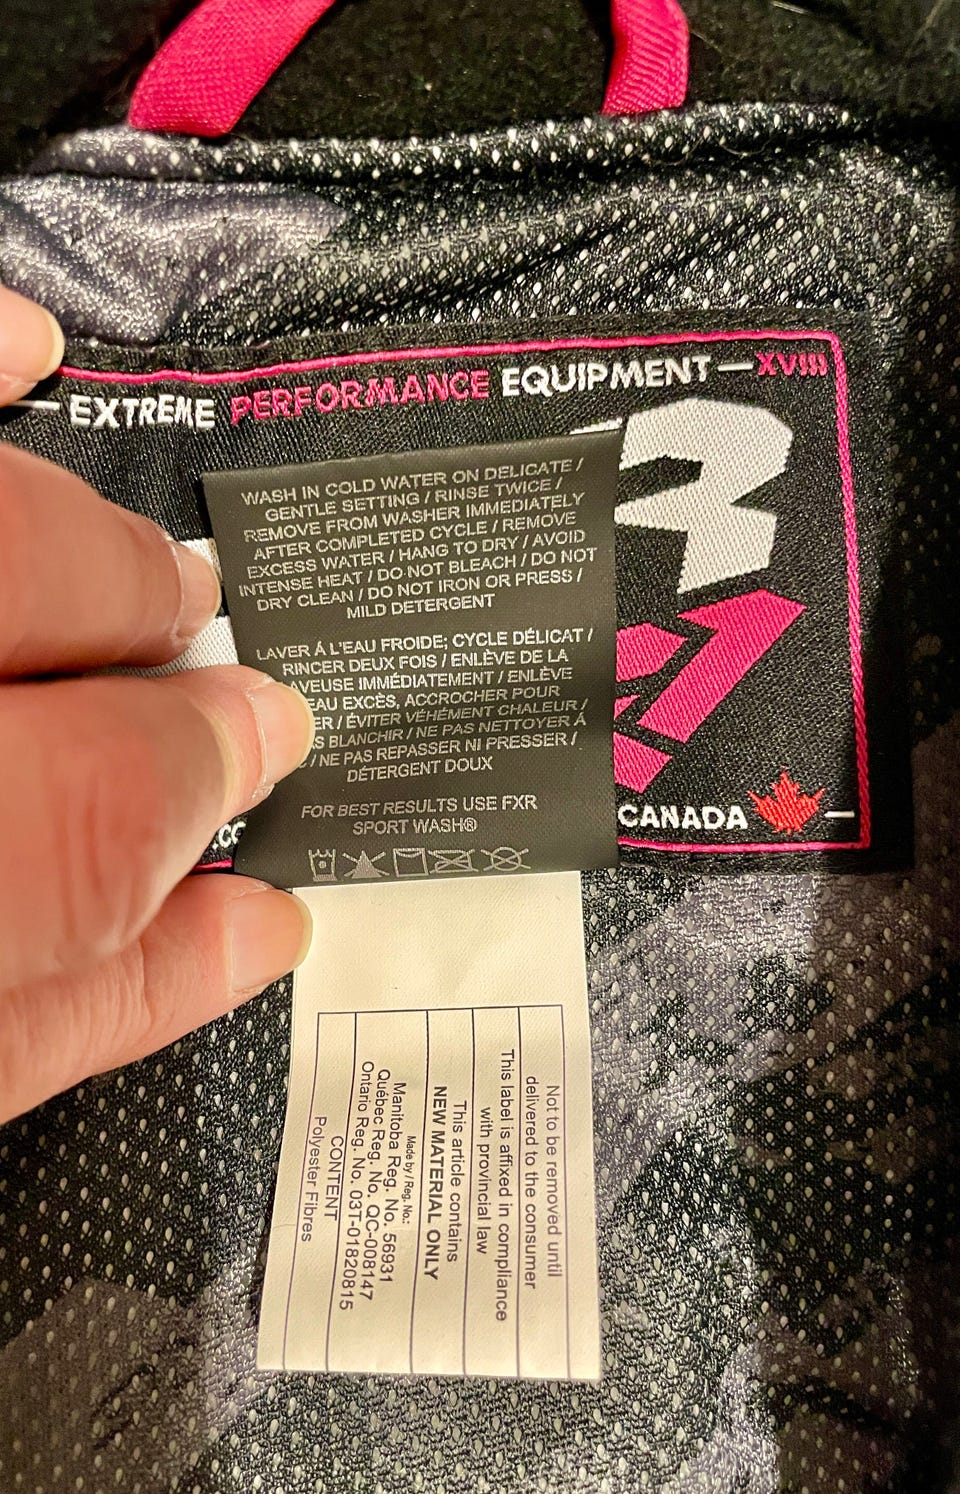 EXTREME PERFORMANCE EQUIPMENT — XVIII
WASH IN COLD WATER ON DELICATE /
GENTLE SETTING / RINSE TWICE /
REMOVE FROM WASHER IMMEDIATELY
AFTER COMPLETED CYCLE / REMOVE
EXCESS WATER / HANG TO DRY / AVOID
INTENSE HEAT / DO NOT BLEACH / DO NOT
DRY CLEAN / DO NOT IRON OR PRESS /
MILD DETERGENT
LAVER Á L'EAU FROIDE; CYCLE DÉLICAT /
RINCER DEUX FOIS / ENLÈVE DE LA
AVEUSE IMMÉDIATEMENT / ENLÈVE
EAU EXCÈS, ACCROCHER POUR
ER / ÉVITER VÉHÉMENT CHALEUR /
S BLANCHIR / NE PAS NETTOYER Á
/ NE PAS REPASSER NI PRESSER /
DÉTERGENT DOUX
FOR BEST RESULTS USE FXR
SPORT WASH®
R
CANADA
Not to be removed until
delivered to the consumer
This label is affixed in compliance
with provincial law
This article contains
NEW MATERIAL ONLY
Made by / Reg. No.:
Manitoba Reg. No. 56931
Québec Reg. No. QC-008147
Ontario Reg. No. 03T-01820815
CONTENT
Polyester Fibres